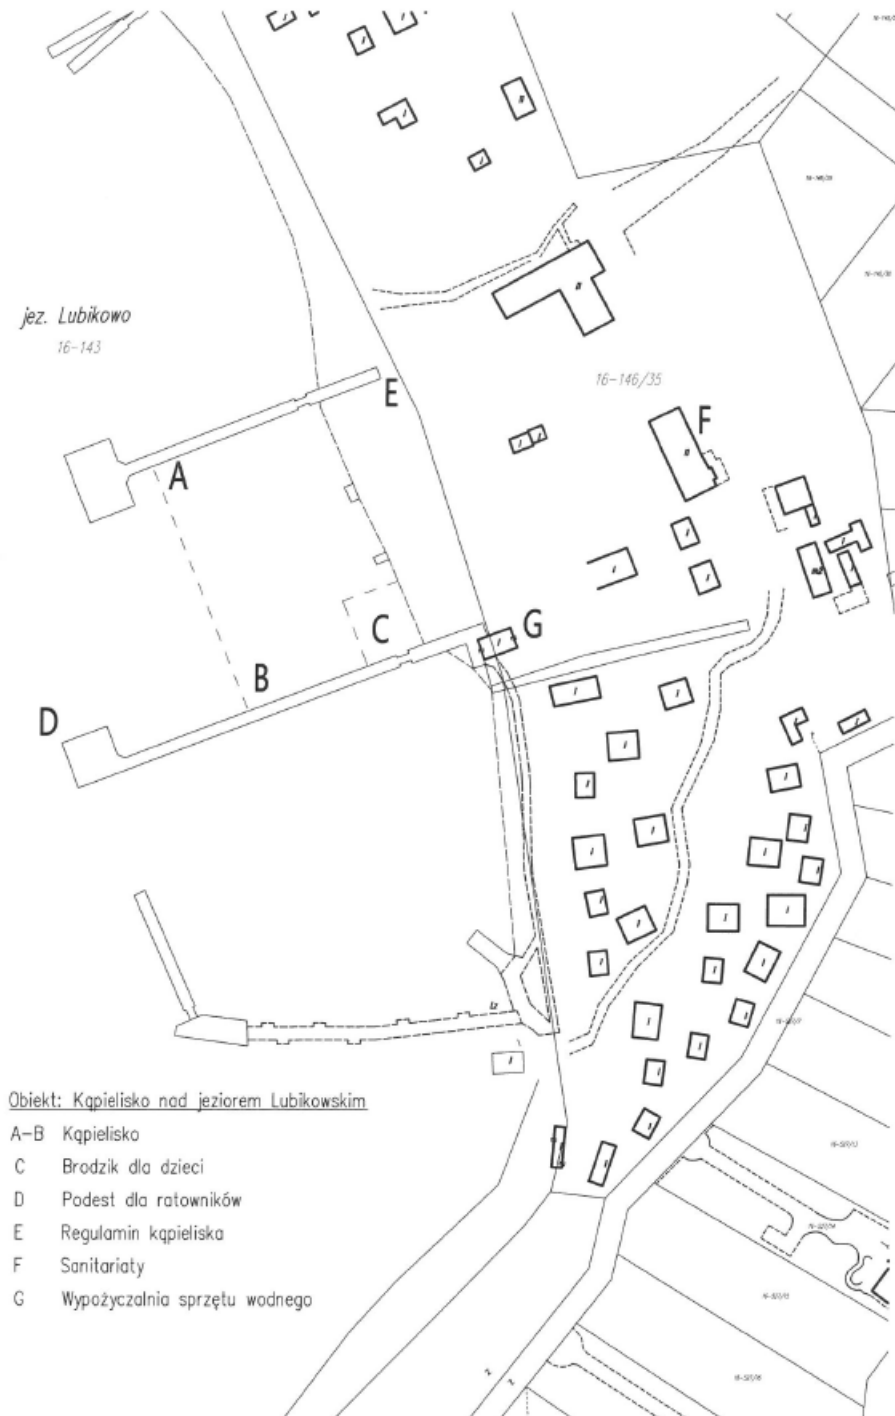 jez. Lubikowo
16-143
E
16-146/35
F
A
C
G
B
D
Obiekt: Kąpielisko nad jeziorem Lubikowskim
A-B Kąpielisko
C Brodzik dla dzieci
D Podest dla ratowników
E Regulamin kąpieliska
F Sanitariaty
G Wypożyczalnia sprzętu wodnego